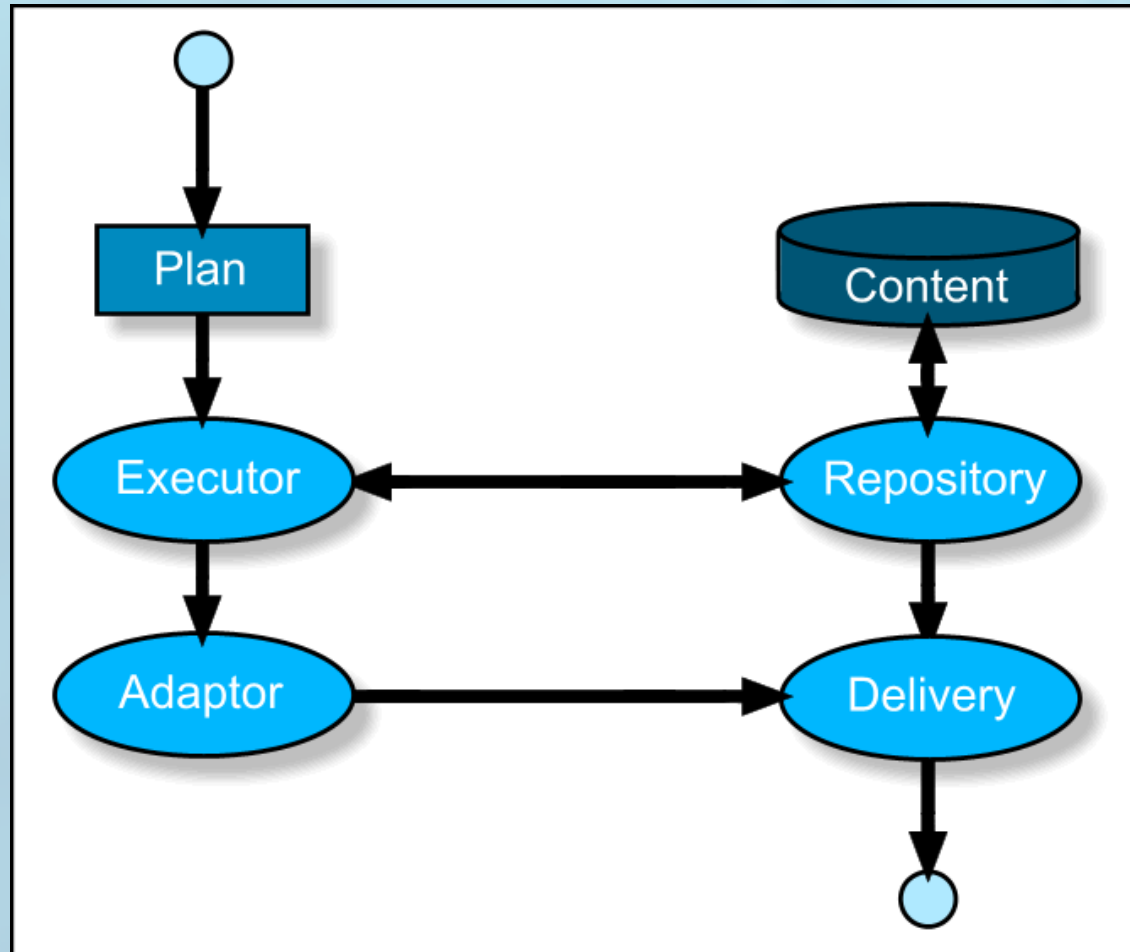 Plan
Content
Executor
Repository
Adaptor
Delivery